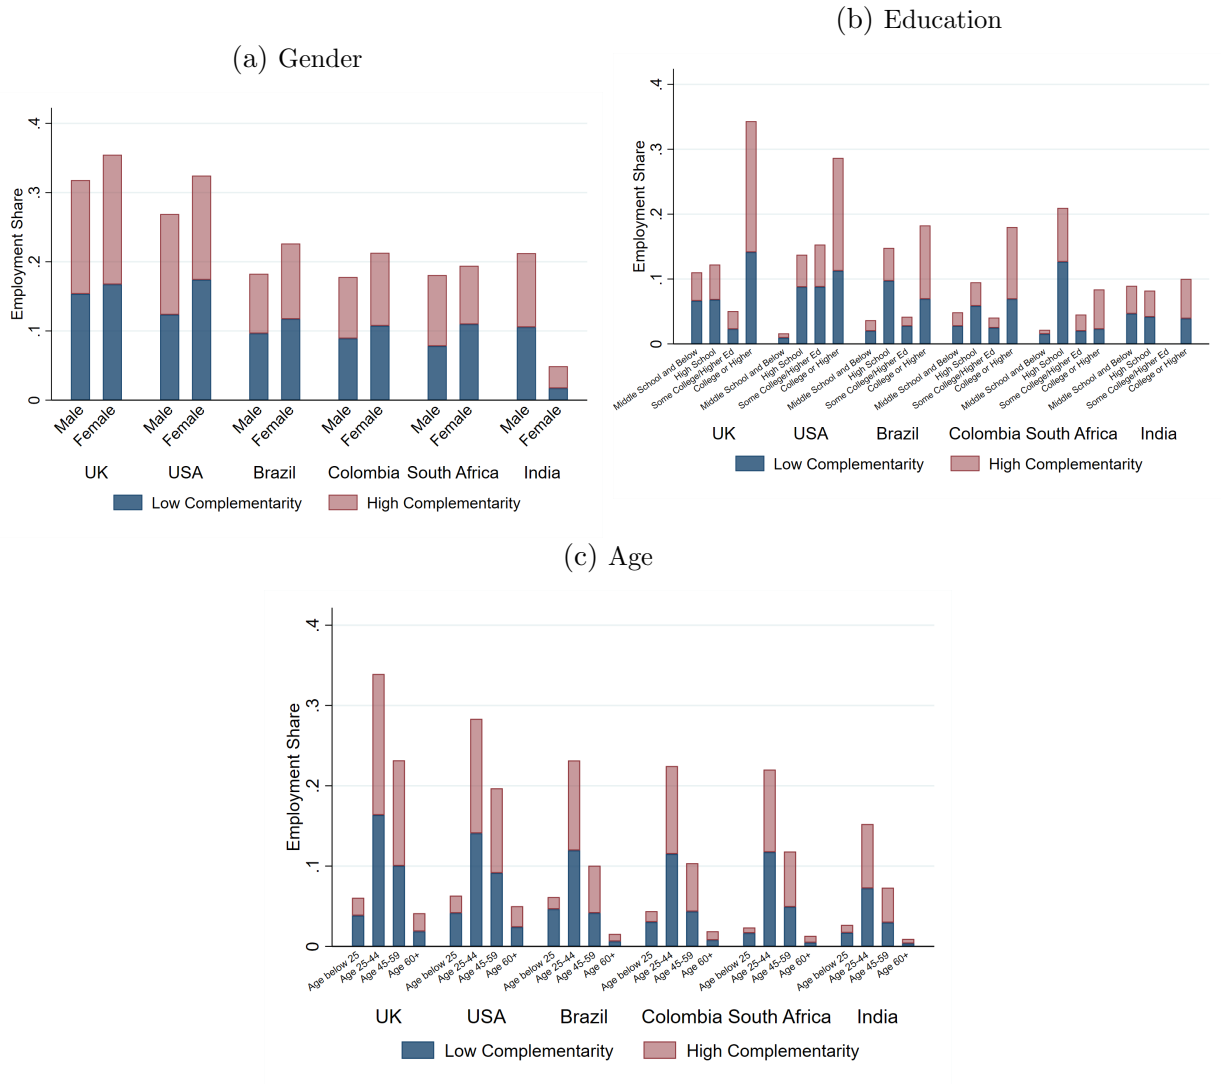 (a) Gender
Employment Share
.4
.3
.2
.1
0
Male Female Male Female Male Female Male Female Male Female Male Female
UK USA Brazil Colombia South Africa India
Low Complementarity High Complementarity
(b) Education
Employment Share
.4
.3
.2
.1
0
Middle School and Below High School Some College/Higher Ed College or Higher Middle School and Below High School Some College/Higher Ed College or Higher Middle School and Below High School Some College/Higher Ed College or Higher Middle School and Below High School Some College/Higher Ed College or Higher Middle School and Below High School Some College/Higher Ed College or Higher Middle School and Below High School Some College/Higher Ed College or Higher
UK USA Brazil Colombia South Africa India
Low Complementarity High Complementarity
(c) Age
Employment Share
.4
.3
.2
.1
0
Age below 25 Age 25-44 Age 45-59 Age 60+ Age below 25 Age 25-44 Age 45-59 Age 60+ Age below 25 Age 25-44 Age 45-59 Age 60+ Age below 25 Age 25-44 Age 45-59 Age 60+ Age below 25 Age 25-44 Age 45-59 Age 60+ Age below 25 Age 25-44 Age 45-59 Age 60+
UK USA Brazil Colombia South Africa India
Low Complementarity High Complementarity